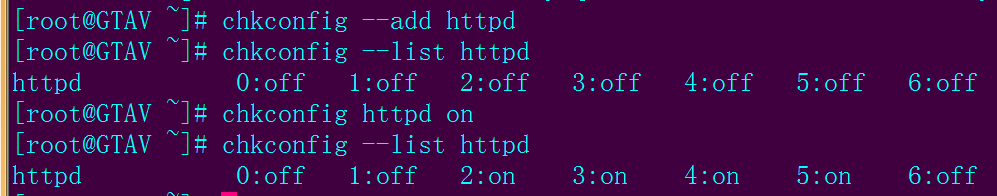 [root@GTAV ~]# chkconfig --add httpd
[root@GTAV ~]# chkconfig --list httpd
httpd 0:off 1:off 2:off 3:off 4:off 5:off 6:off
[root@GTAV ~]# chkconfig httpd on
[root@GTAV ~]# chkconfig --list httpd
httpd 0:off 1:off 2:on 3:on 4:on 5:on 6:off